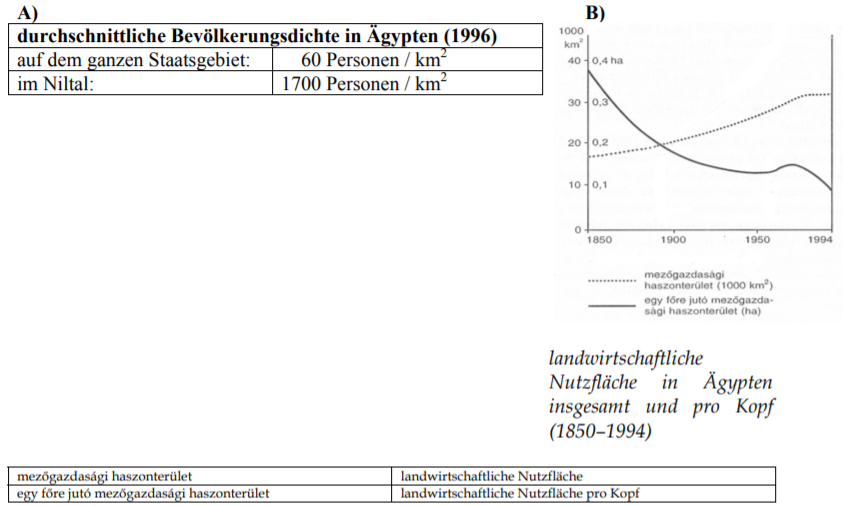 A)
durchschnittliche Bevölkerungsdichte in Ägypten (1996)
auf dem ganzen Staatsgebiet: 60 Personen / km²
im Niltal: 1700 Personen / km²
B)
1000
km²
40 0,4 ha
30 0,3
20 0,2
10 0,1
0
1850 1900 1950 1994
mezőgazdasági
haszonterület (1000 km²)
egy főre jutó mezőgazda-
sági haszonterület (ha)
landwirtschaftliche
Nutzfläche in Ägypten
insgesamt und pro Kopf
(1850–1994)
mezőgazdasági haszonterület landwirtschaftliche Nutzfläche
egy főre jutó mezőgazdasági haszonterület landwirtschaftliche Nutzfläche pro Kopf